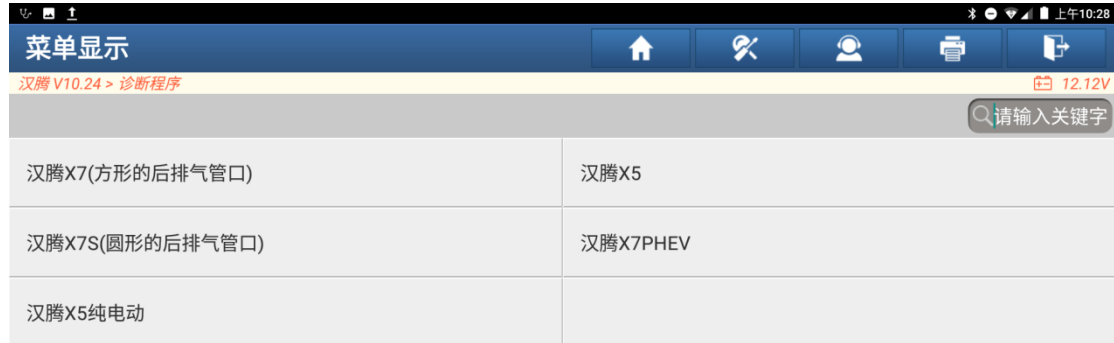 上午10:28
菜单显示
汉腾 V10.24 > 诊断程序
12.12V
请输入关键字
汉腾X7(方形的后排气管口)
汉腾X5
汉腾X7S(圆形的后排气管口)
汉腾X7PHEV
汉腾X5纯电动